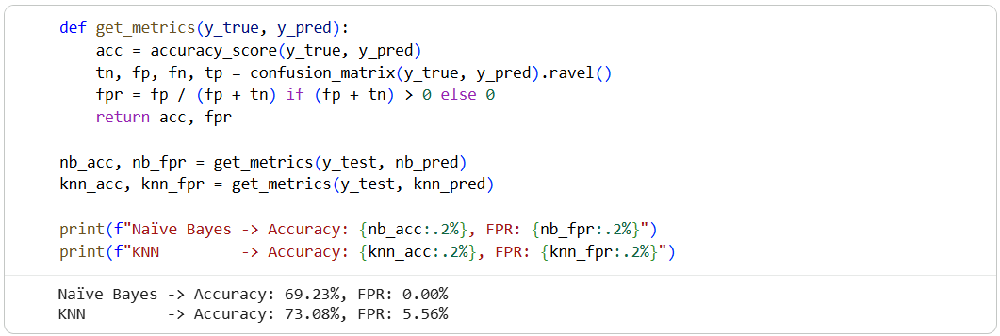 def get_metrics(y_true, y_pred):
    acc = accuracy_score(y_true, y_pred)
    tn, fp, fn, tp = confusion_matrix(y_true, y_pred).ravel()
    fpr = fp / (fp + tn) if (fp + tn) > 0 else 0
    return acc, fpr

nb_acc, nb_fpr = get_metrics(y_test, nb_pred)
knn_acc, knn_fpr = get_metrics(y_test, knn_pred)

print(f"Naïve Bayes -> Accuracy: {nb_acc:.2%}, FPR: {nb_fpr:.2%}")
print(f"KNN         -> Accuracy: {knn_acc:.2%}, FPR: {knn_fpr:.2%}")

Naïve Bayes -> Accuracy: 69.23%, FPR: 0.00%
KNN         -> Accuracy: 73.08%, FPR: 5.56%